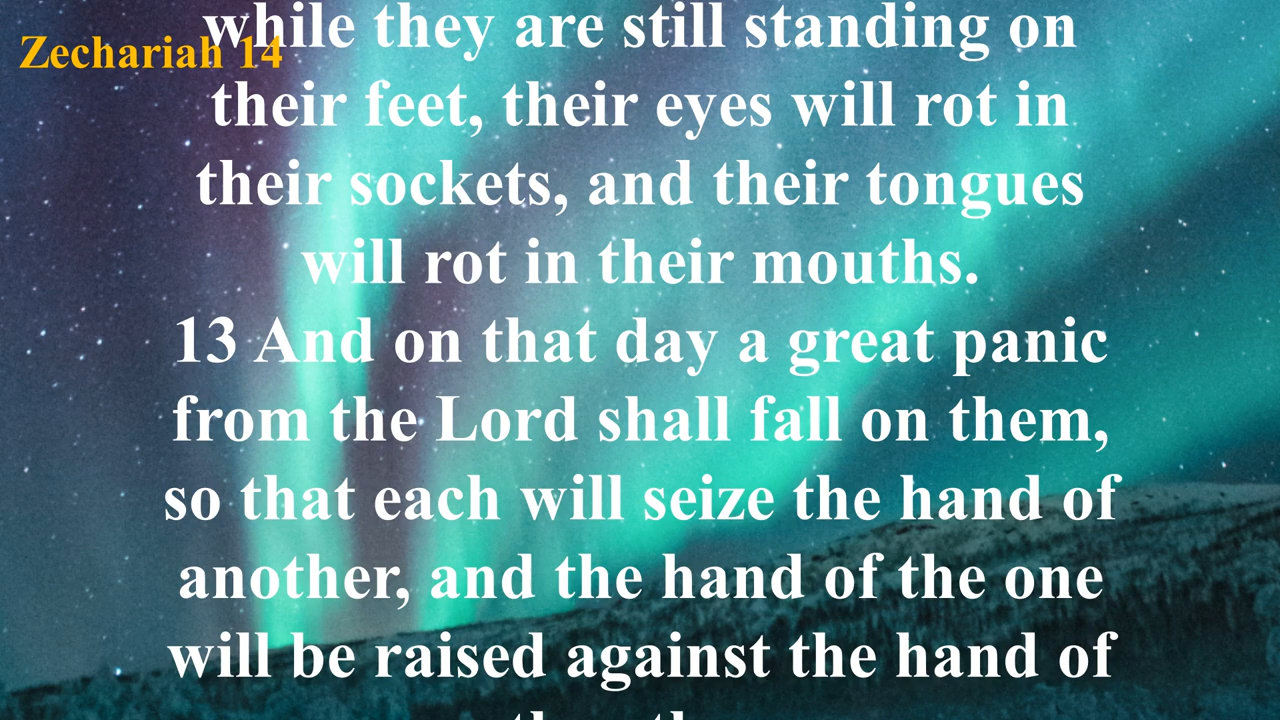 Zechariah 14
while they are still standing on
their feet, their eyes will rot in
their sockets, and their tongues
will rot in their mouths.
13 And on that day a great panic
from the Lord shall fall on them,
so that each will seize the hand of
another, and the hand of the one
will be raised against the hand of